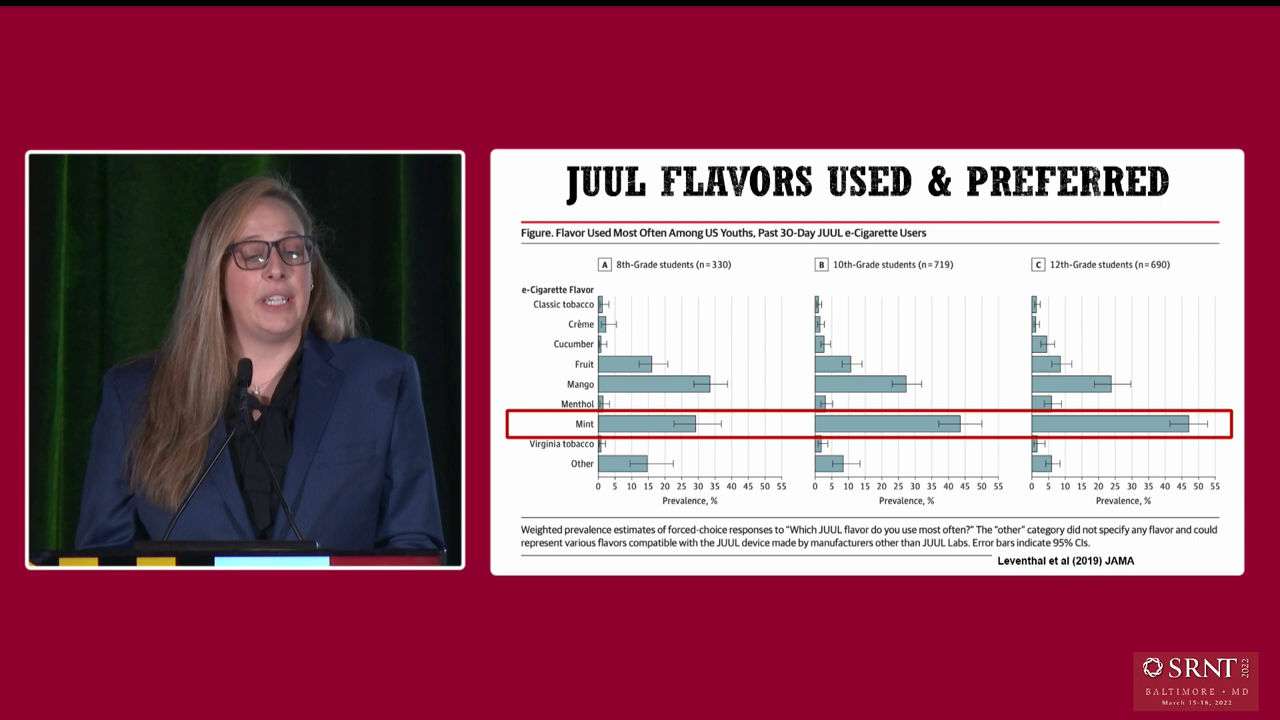 JUUL FLAVORS USED & PREFERRED
Figure. Flavor Used Most Often Among US Youths, Past 30-Day JUUL e-Cigarette Users
A 8th-Grade students (n=330)
B 10th-Grade students (n=719)
C 12th-Grade students (n=690)
e-Cigarette Flavor
Classic tobacco
Crème
Cucumber
Fruit
Mango
Menthol
Mint
Virginia tobacco
Other
0 5 10 15 20 25 30 35 40 45 50 55
0 5 10 15 20 25 30 35 40 45 50 55
0 5 10 15 20 25 30 35 40 45 50 55
Prevalence, %
Prevalence, %
Prevalence, %
Weighted prevalence estimates of forced-choice responses to "Which JUUL flavor do you use most often?" The "other" category did not specify any flavor and could
represent various flavors compatible with the JUUL device made by manufacturers other than JUUL Labs. Error bars indicate 95% CIs.
Leventhal et al (2019) JAMA
SRNT 2022
BALTIMORE • MD
March 15-18, 2022